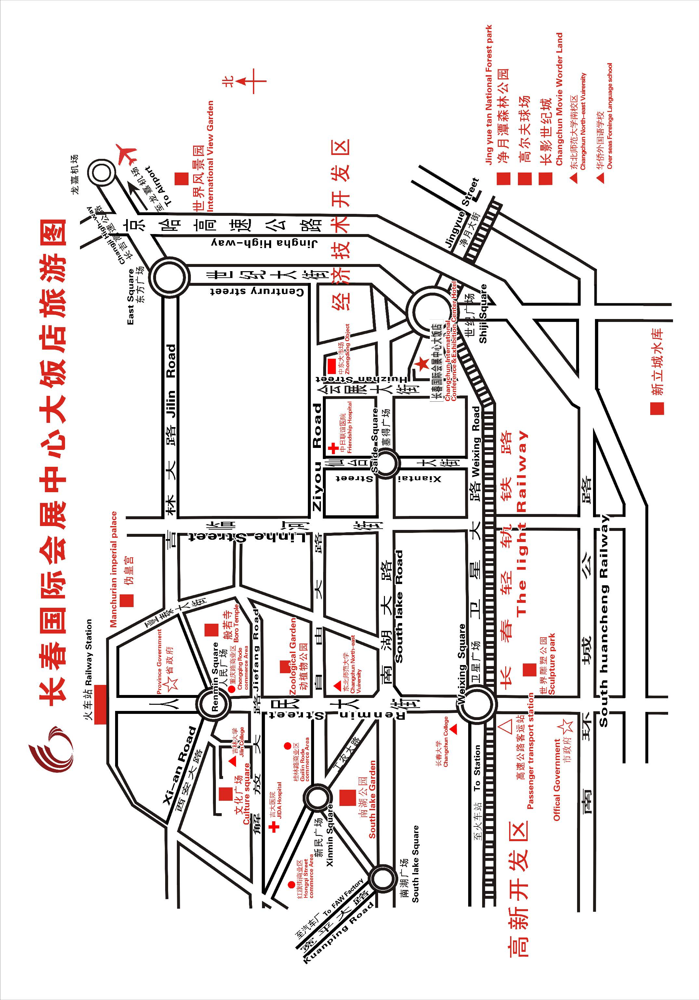 长春国际会展中心大饭店旅游图
龙嘉机场
火车站 Railway Station
Manchurian imperial palace
伪皇宫
East Square
东方广场
Changji High-way
长吉高速公路
至龙嘉机场
To Airport
京哈高速公路
Jingha High-way
世界风景园
International View Garden
北
吉林大路 Jilin Road
世纪大街
Centrury street
Province Government
省政府
Xi-an Road
西安大路
人民大街
Renmin Street
Renmin Square
人民广场
般若寺
Boro Temple
重庆路商业区
Chongqing Rode
commerce Area
临河街
Linhe Street
吉林大学
Jilin College
文化广场
Culture square
解放大路 Jiefang Road
吉大医院
JIDA Hospital
桂林路商业区
Guilin Rode
commerce Area
Zoological Garden
动植物公园
红旗街商业区
Hongqi Street
commerce Area
新民广场
Xinmin Square
工农大路
自由大路 Ziyou Road
经济技术开发区
中东大市场
Zhongdong Object
会展大街
Huizhan Street
中日联谊医院
Friendship Hospital
仙台大街
Xiantai Street
Saide Square
塞得广场
东北师范大学
Changchun North-east
Vuirersity
南湖公园
South lake Garden
南湖大路
South lake Road
至汽车厂 To FAW Factory
宽平大路
Kuanping Road
南湖广场
South lake Square
长春国际会展中心大饭店
Changchun International
Conference&Exhibition Center Hotel
世纪广场
Shiji Square
Jingyue Street
净月大街
长春大学
Changchun College
Weixing Square
卫星广场
卫星大路 Weixing Road
至火车站 To Station
长春轻轨铁路
The light Railway
Jing yue tan National Forest park
净月潭森林公园
高尔夫球场
长影世纪城
Changchun Movie Worder Land
东北师范大学南校区
Changchun North-east Vuirersity
华侨外国语学校
Over seas Foreinge Language school
高新开发区
高速公路客运站
Passenger transport station
世界雕塑公园
Sculpture park
Offical Government
市政府
南环城公路
South huancheng Railway
新立城水库